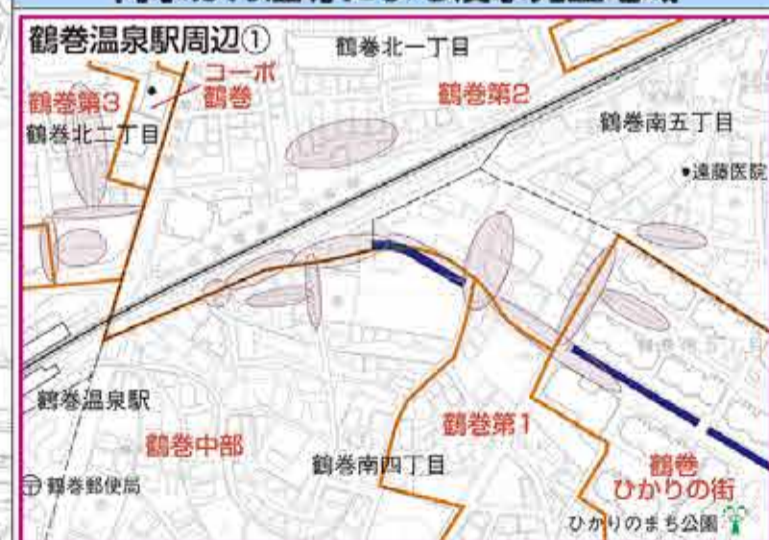 鶴巻温泉駅周辺①
鶴巻北一丁目
コーポ
鶴巻
鶴巻第3
鶴巻第2
鶴巻北二丁目
鶴巻南五丁目
遠藤医院
鶴巻温泉駅
鶴巻中部
鶴巻第1
鶴巻南四丁目
鶴巻
ひかりの街
鶴巻郵便局
ひかりのまち公園